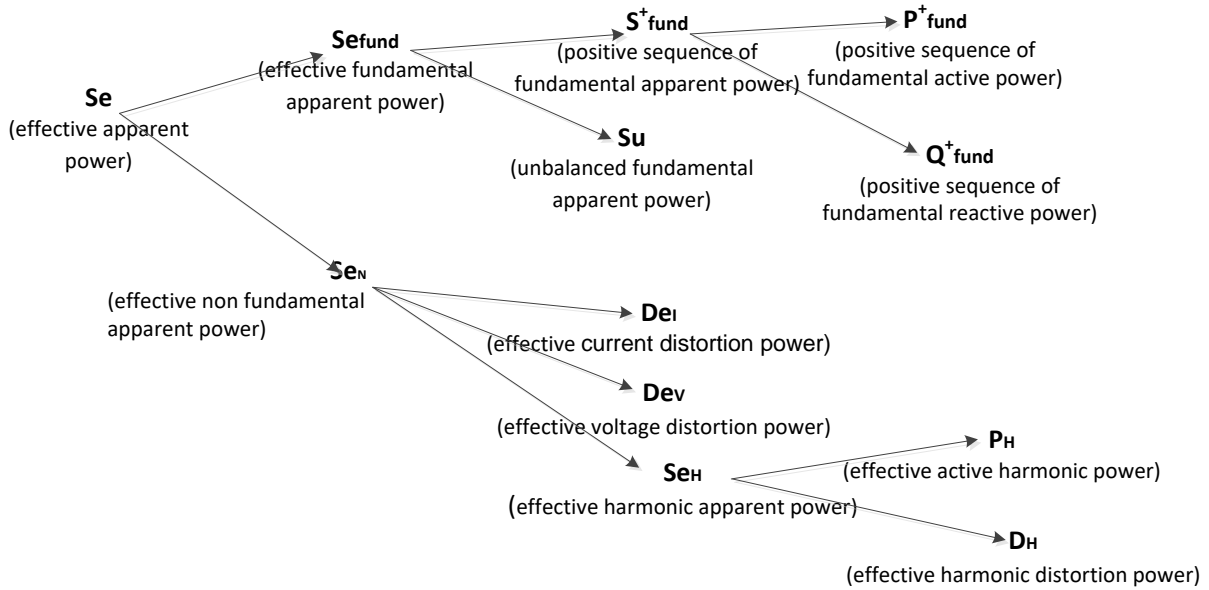 Se
(effective apparent
power)
Sefund
(effective fundamental
apparent power)
S+fund
(positive sequence of
fundamental apparent power)
P+fund
(positive sequence of
fundamental active power)
Q+fund
(positive sequence of
fundamental reactive power)
Su
(unbalanced fundamental
apparent power)
SeN
(effective non fundamental
apparent power)
DeI
(effective current distortion power)
DeV
(effective voltage distortion power)
SeH
(effective harmonic apparent power)
PH
(effective active harmonic power)
DH
(effective harmonic distortion power)